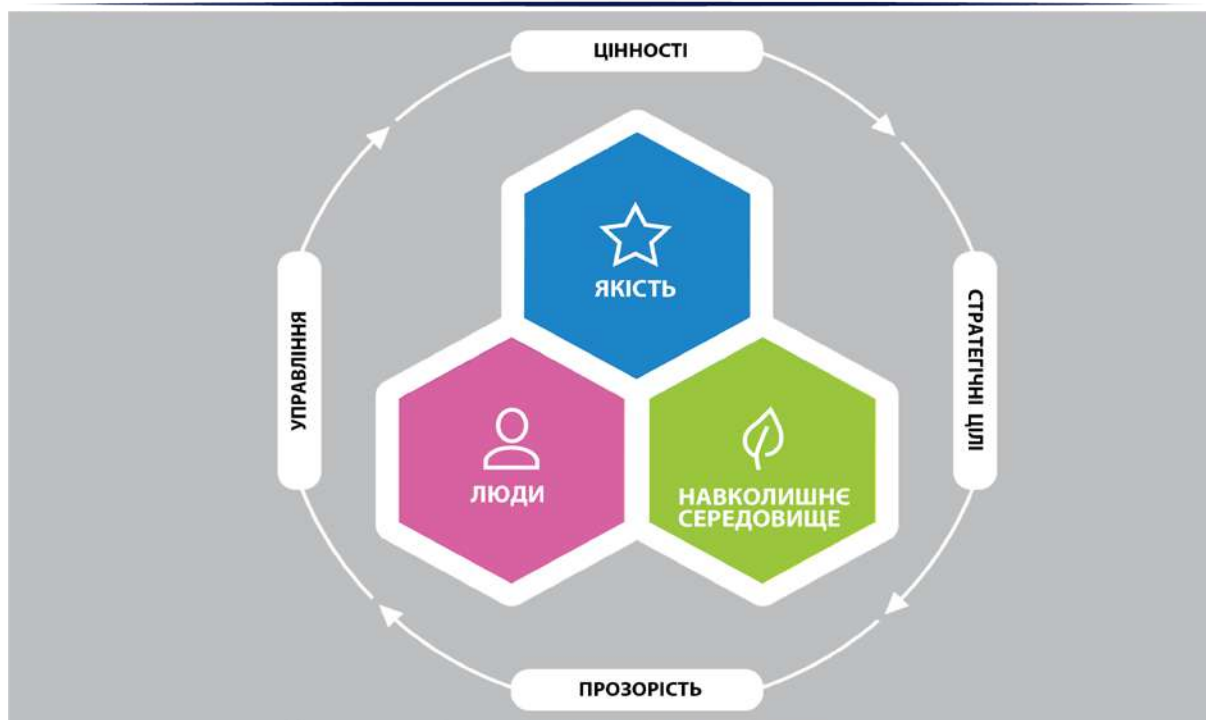 ЦІННОСТІ
ЯКІСТЬ
УПРАВЛІННЯ
СТРАТЕГІЧНІ ЦІЛІ
ЛЮДИ
НАВКОЛИШНЄ
СЕРЕДОВИЩЕ
ПРОЗОРІСТЬ